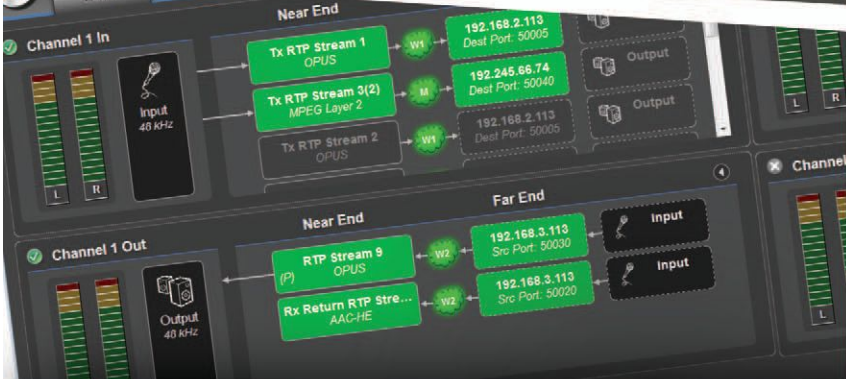 Near End
Channel 1 In
Tx RTP Stream 1
OPUS
W1
192.168.2.113
Dest Port: 50005
Output
Input
48 kHz
Tx RTP Stream 3(2)
MPEG Layer 2
M
192.245.66.74
Dest Port: 50040
Output
Tx RTP Stream 2
OPUS
W1
192.168.2.113
Dest Port: 50005
L
R
L
R
Near End
Far End
Channel
Channel 1 Out
RTP Stream 9
(P)
OPUS
W2
192.168.3.113
Src Port: 50030
Input
Output
48 kHz
Rx Return RTP Stre...
AAC-HE
W2
192.168.3.113
Src Port: 50020
Input
L